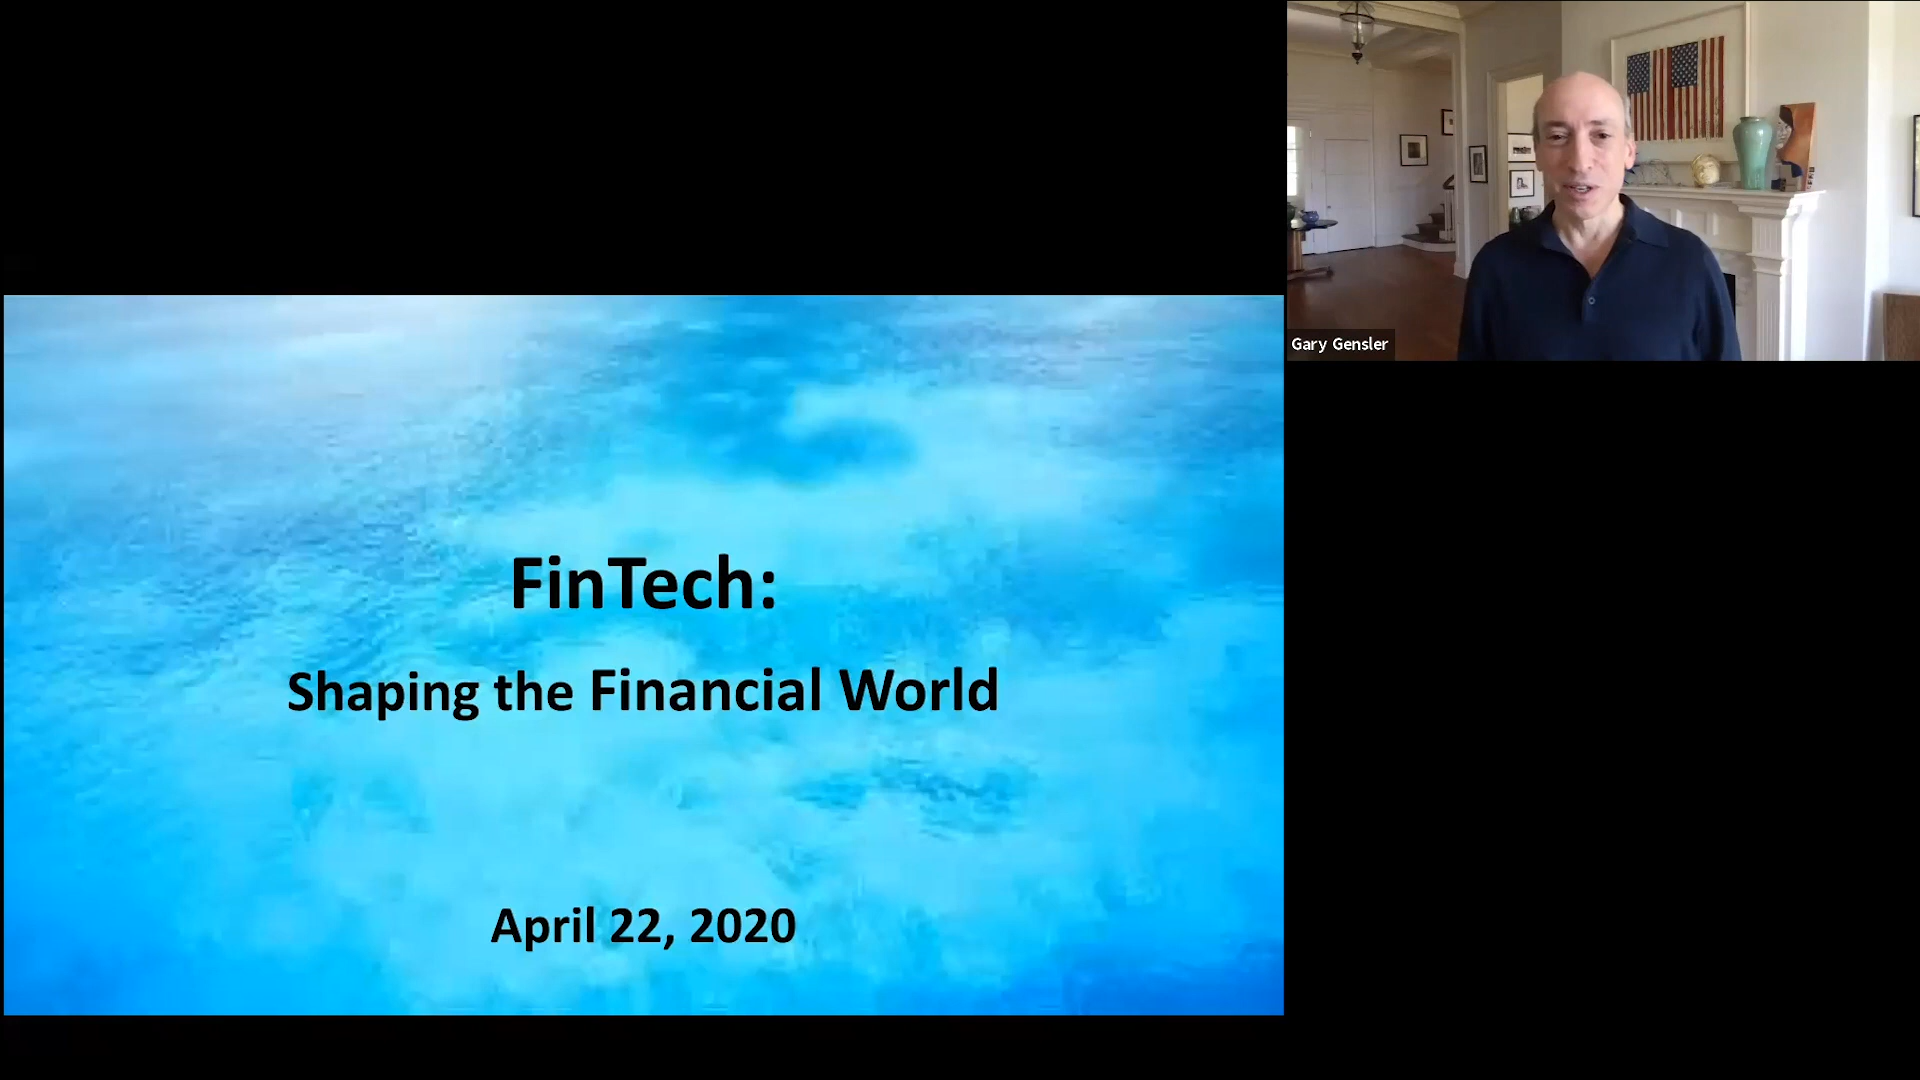 FinTech:
Shaping the Financial World
April 22, 2020
Gary Gensler